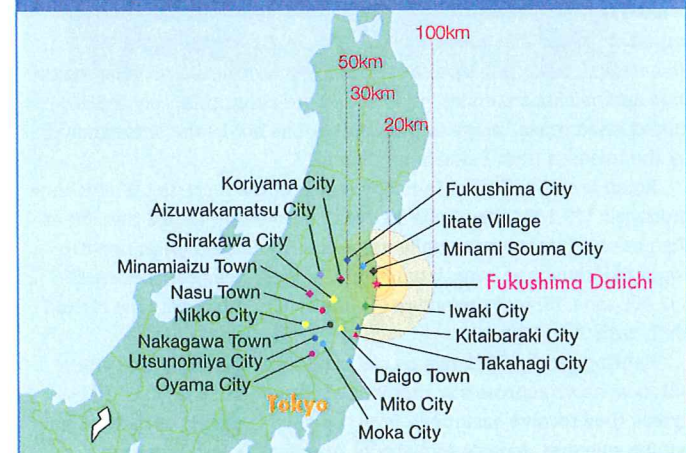 100km
50km
30km
20km
Koriyama City
Fukushima City
Aizuwakamatsu City
Iitate Village
Shirakawa City
Minami Souma City
Minamiaizu Town
Fukushima Daiichi
Nasu Town
Nikko City
Iwaki City
Nakagawa Town
Kitaibaraki City
Utsunomiya City
Takahagi City
Oyama City
Daigo Town
Tokyo
Mito City
Moka City